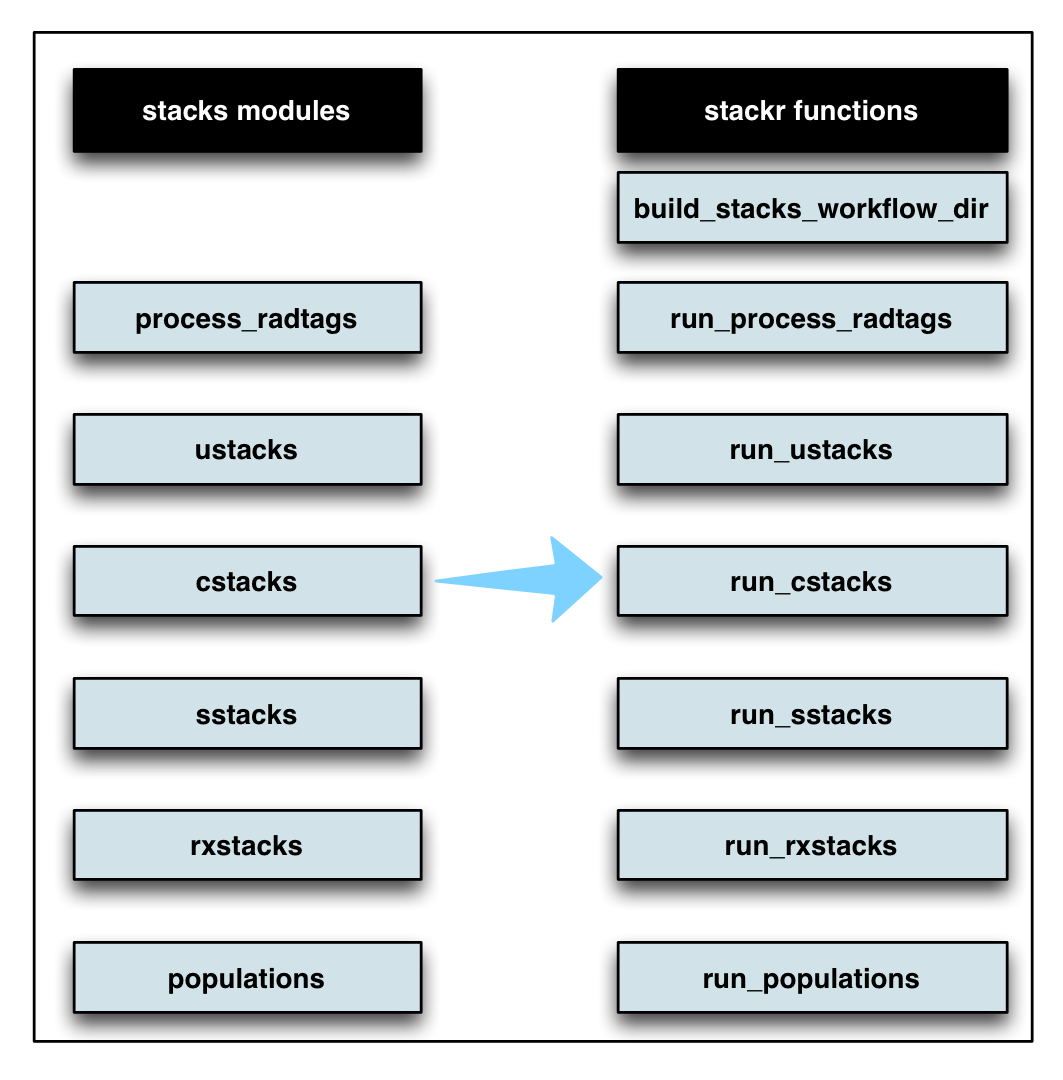 stacks modules
stackr functions
build_stacks_workflow_dir
process_radtags
run_process_radtags
ustacks
run_ustacks
cstacks
run_cstacks
sstacks
run_sstacks
rxstacks
run_rxstacks
populations
run_populations